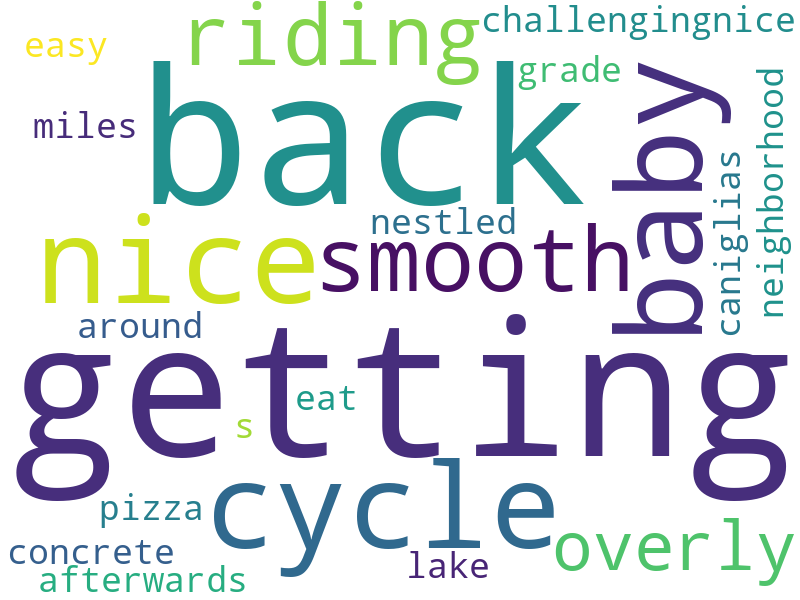 riding
challengingnice
easy
grade
back
baby
neighborhood
miles
caniglias
nestled
nice
smooth
around
getting
eat
s
cycle
pizza
overly
concrete
lake
afterwards